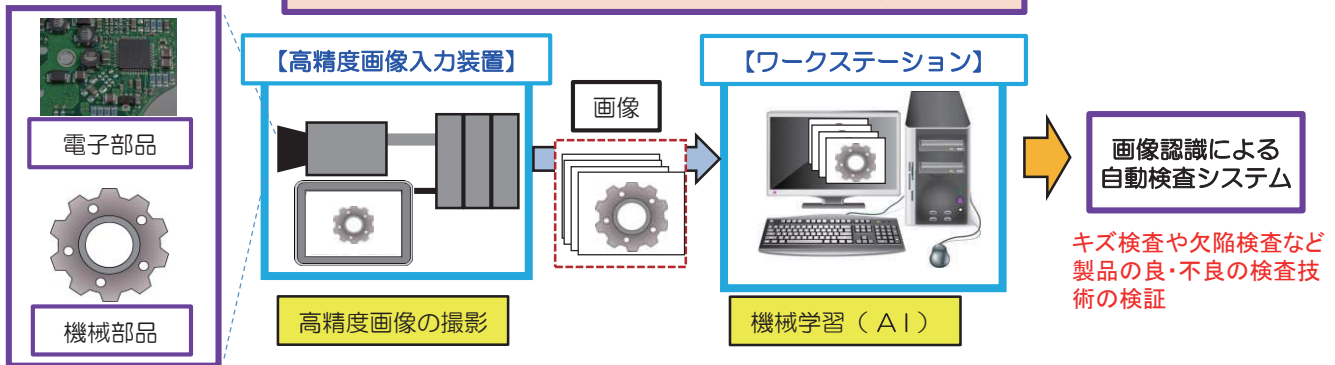 電子部品
機械部品
【高精度画像入力装置】
高精度画像の撮影
画像
【ワークステーション】
機械学習（ＡＩ）
画像認識による
自動検査システム
キズ検査や欠陥検査など
製品の良・不良の検査技
術の検証